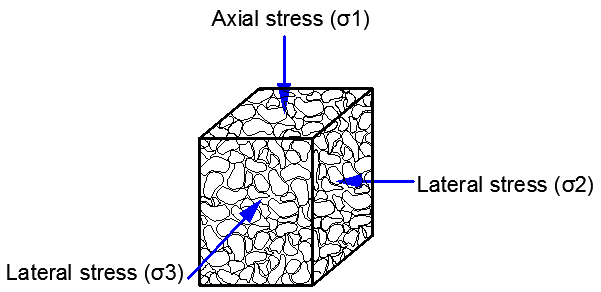 Axial stress (σ1)
Lateral stress (σ2)
Lateral stress (σ3)